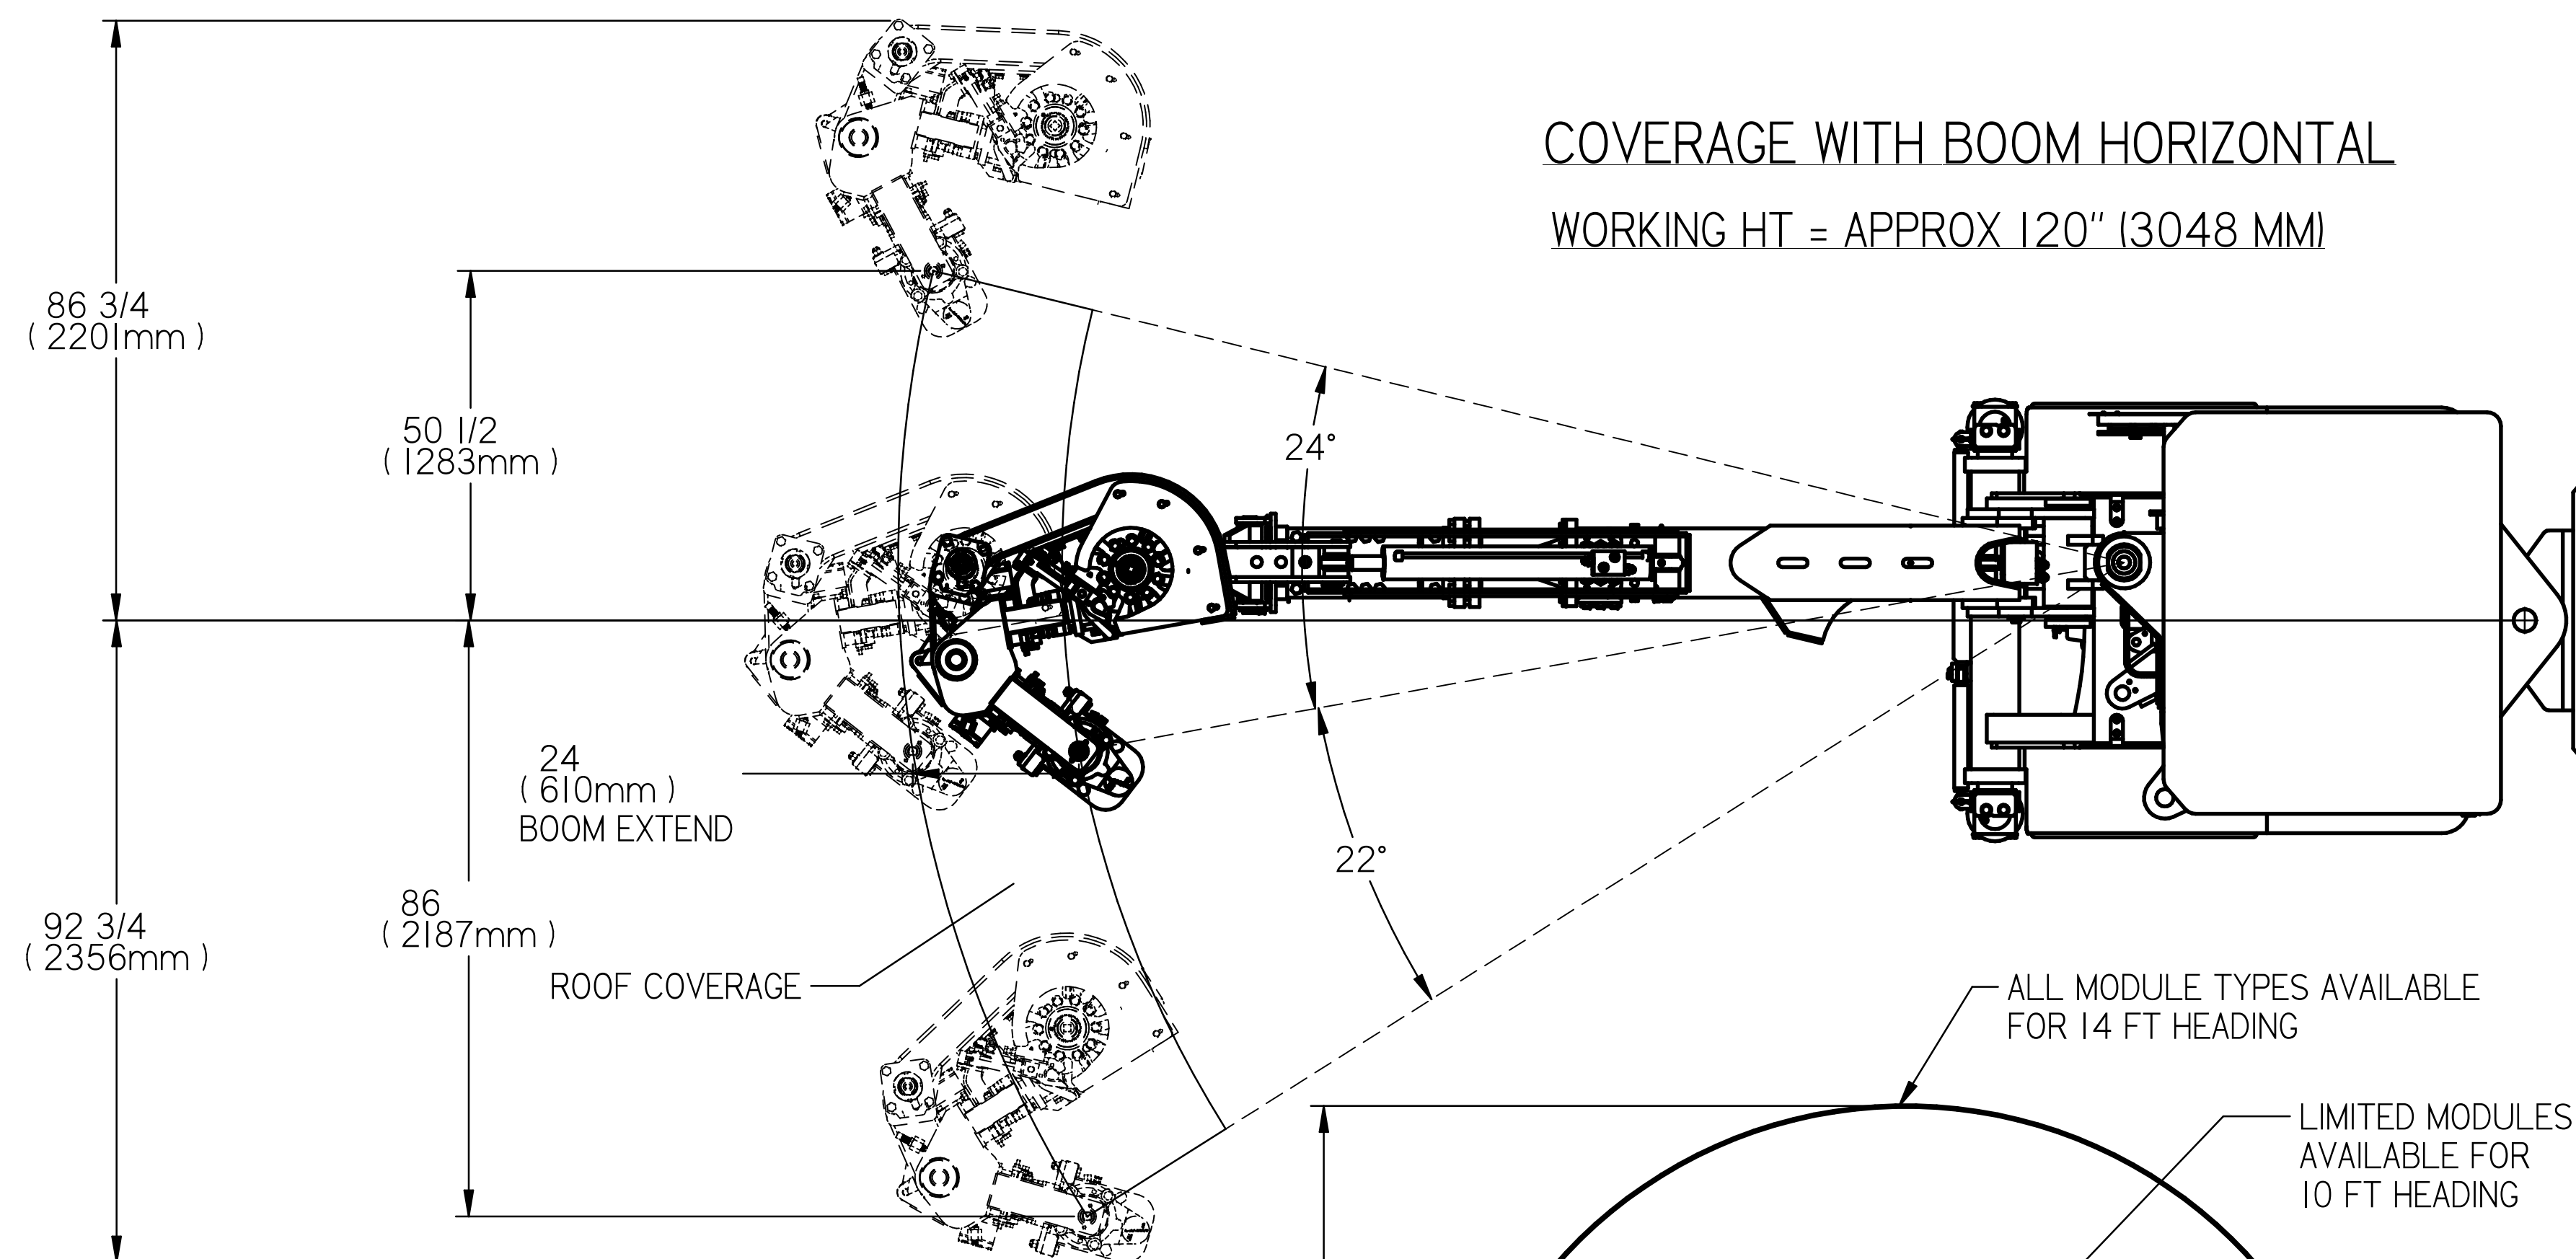 COVERAGE WITH BOOM HORIZONTAL
WORKING HT = APPROX 120" (3048 MM)
86 3/4
( 2201mm )
50 1/2
( 1283mm )
24°
24
( 610mm )
BOOM EXTEND
22°
86
( 2187mm )
92 3/4
( 2356mm )
ROOF COVERAGE
ALL MODULE TYPES AVAILABLE
FOR 14 FT HEADING
LIMITED MODULES
AVAILABLE FOR
10 FT HEADING